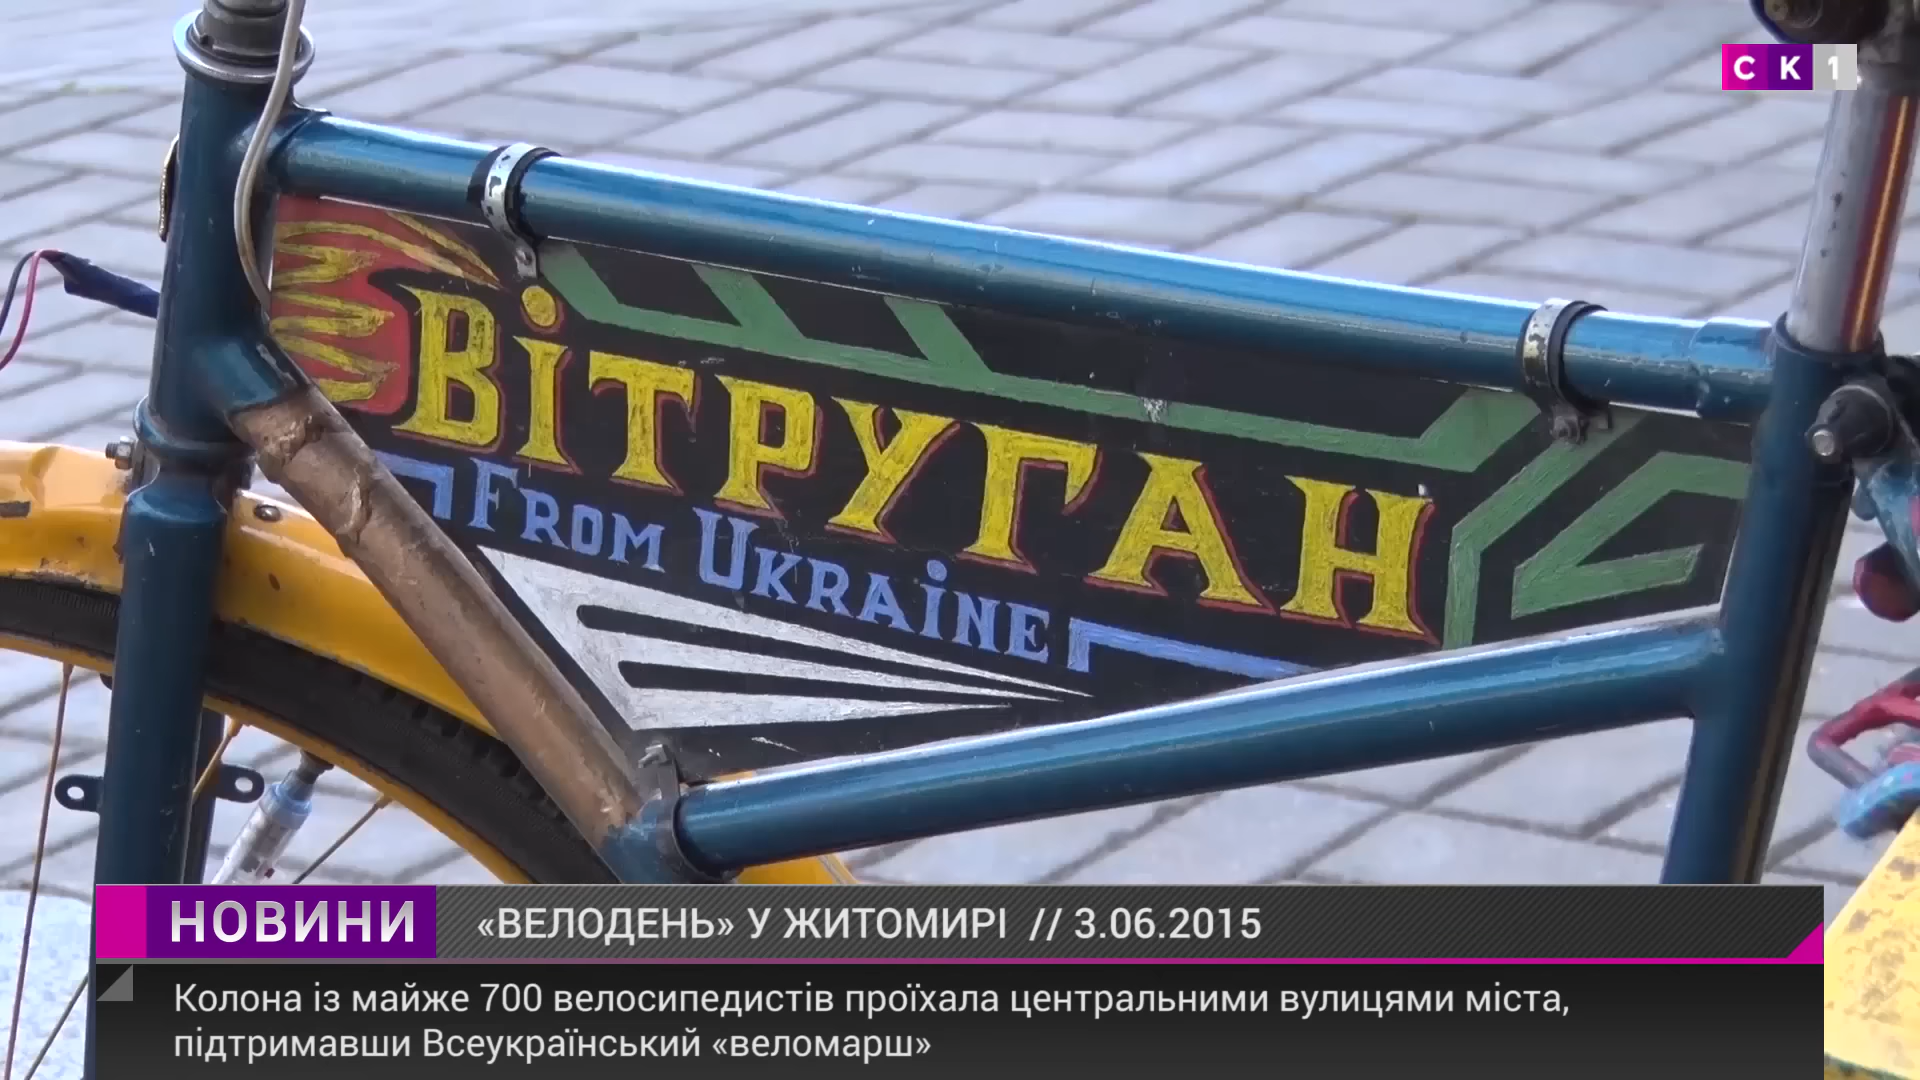 СК1
ВІТРУГАН
FROM UKRAINE
НОВИНИ
«ВЕЛОДЕНЬ» У ЖИТОМИРІ // 3.06.2015
Колона із майже 700 велосипедистів проїхала центральними вулицями міста,
підтримавши Всеукраїнський «веломарш»